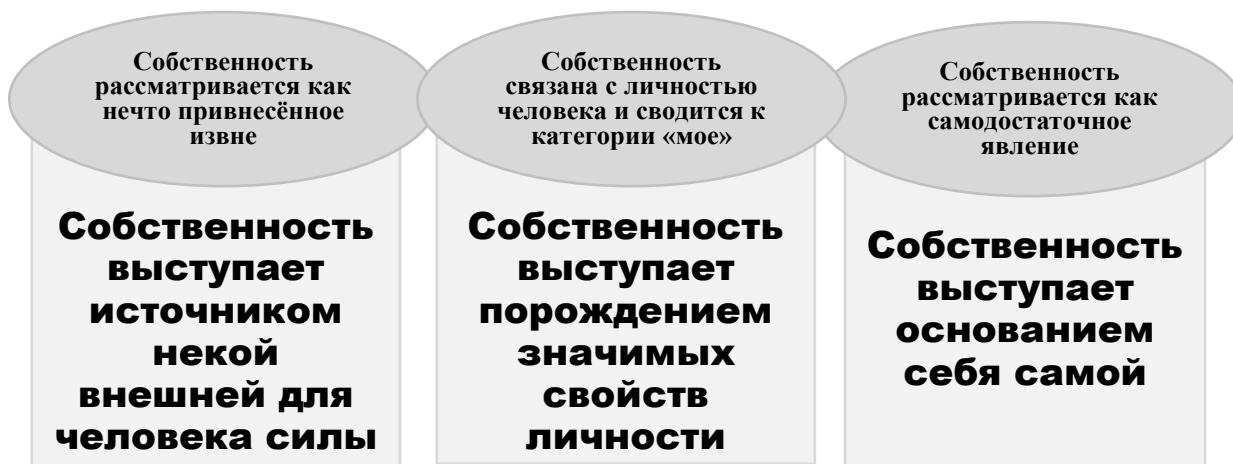 Собственность
рассматривается как
нечто привнесённое
извне
Собственность
выступает
источником
некой
внешней для
человека силы
Собственность
связана с личностью
человека и сводится к
категории «мое»
Собственность
выступает
порождением
значимых
свойств
личности
Собственность
рассматривается как
самодостаточное
явление
Собственность
выступает
основанием
себя самой